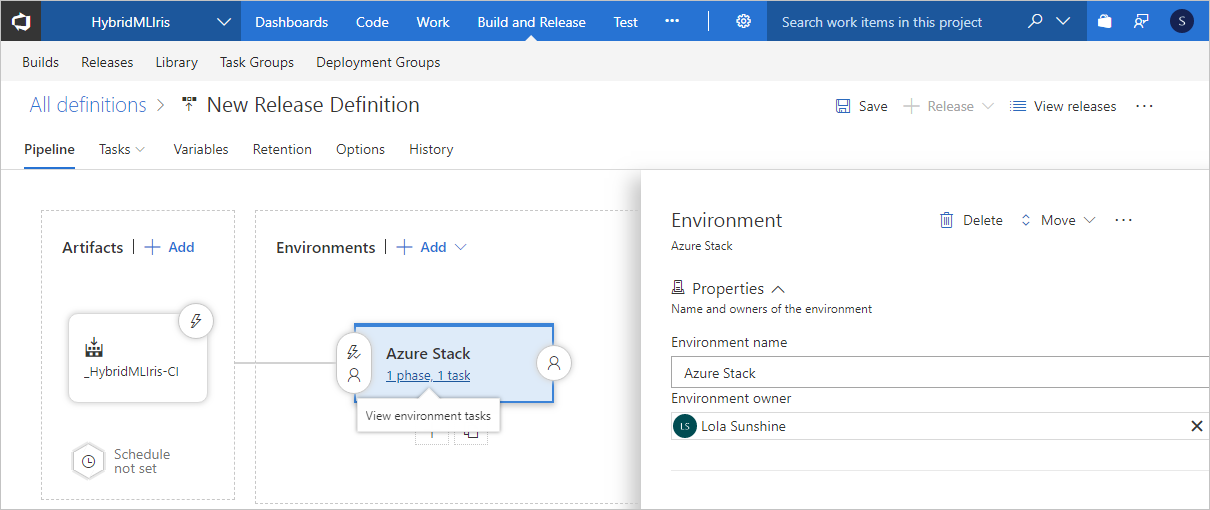 HybridMLIris Dashboards Code Work Build and Release Test ... Search work items in this project S
Builds Releases Library Task Groups Deployment Groups
All definitions > New Release Definition Save Release View releases ...
Pipeline Tasks Variables Retention Options History
Artifacts | + Add
Environments | + Add
_HybridMLIris-CI
Schedule
not set
Azure Stack
1 phase, 1 task
View environment tasks
Environment Delete Move ...
Azure Stack
Properties
Name and owners of the environment
Environment name
Azure Stack
Environment owner
LS Lola Sunshine